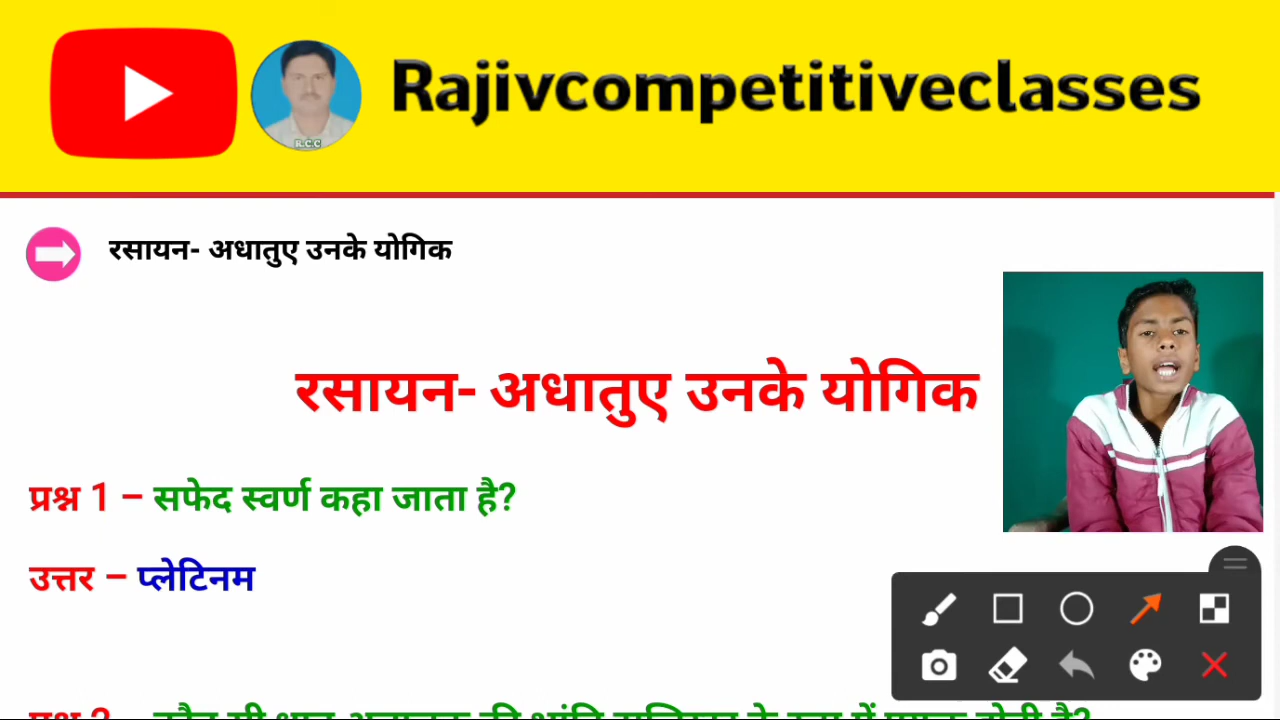 Rajivcompetitiveclasses
R.C.C
रसायन- अधातुए उनके योगिक
रसायन- अधातुए उनके योगिक
प्रश्न 1 – सफेद स्वर्ण कहा जाता है?
उत्तर – प्लेटिनम